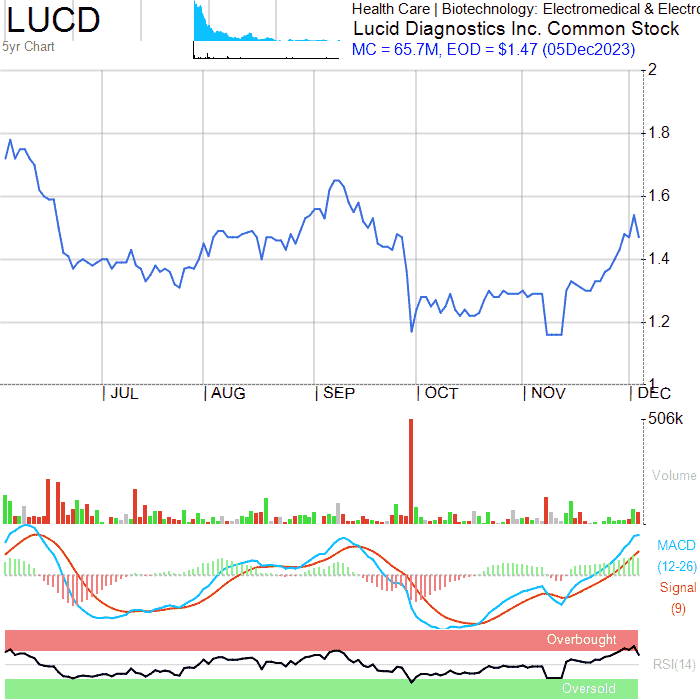 LUCD
5yr Chart
Health Care | Biotechnology: Electromedical & Electro
Lucid Diagnostics Inc. Common Stock
MC = 65.7M, EOD = $1.47 (05Dec2023)
2
1.8
1.6
1.4
1.2
1
JUL AUG SEP OCT NOV DEC
506k
Volume
MACD
(12-26)
Signal
(9)
Overbought
RSI(14)
Oversold